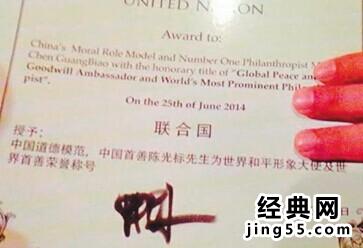 UNITED NATION
Award to:
China's Moral Role Model and Number One Philanthropist M
Chen GuangBiao with the honorary title of "Global Peace and
Goodwill Ambassador and World's Most Prominent Phila
pist".
On the 25th of June 2014
联合国
授予：
中国道德模范，中国首善陈光标先生为世界和平形象大使及世
界首善荣誉称号
经典网
jing553.com